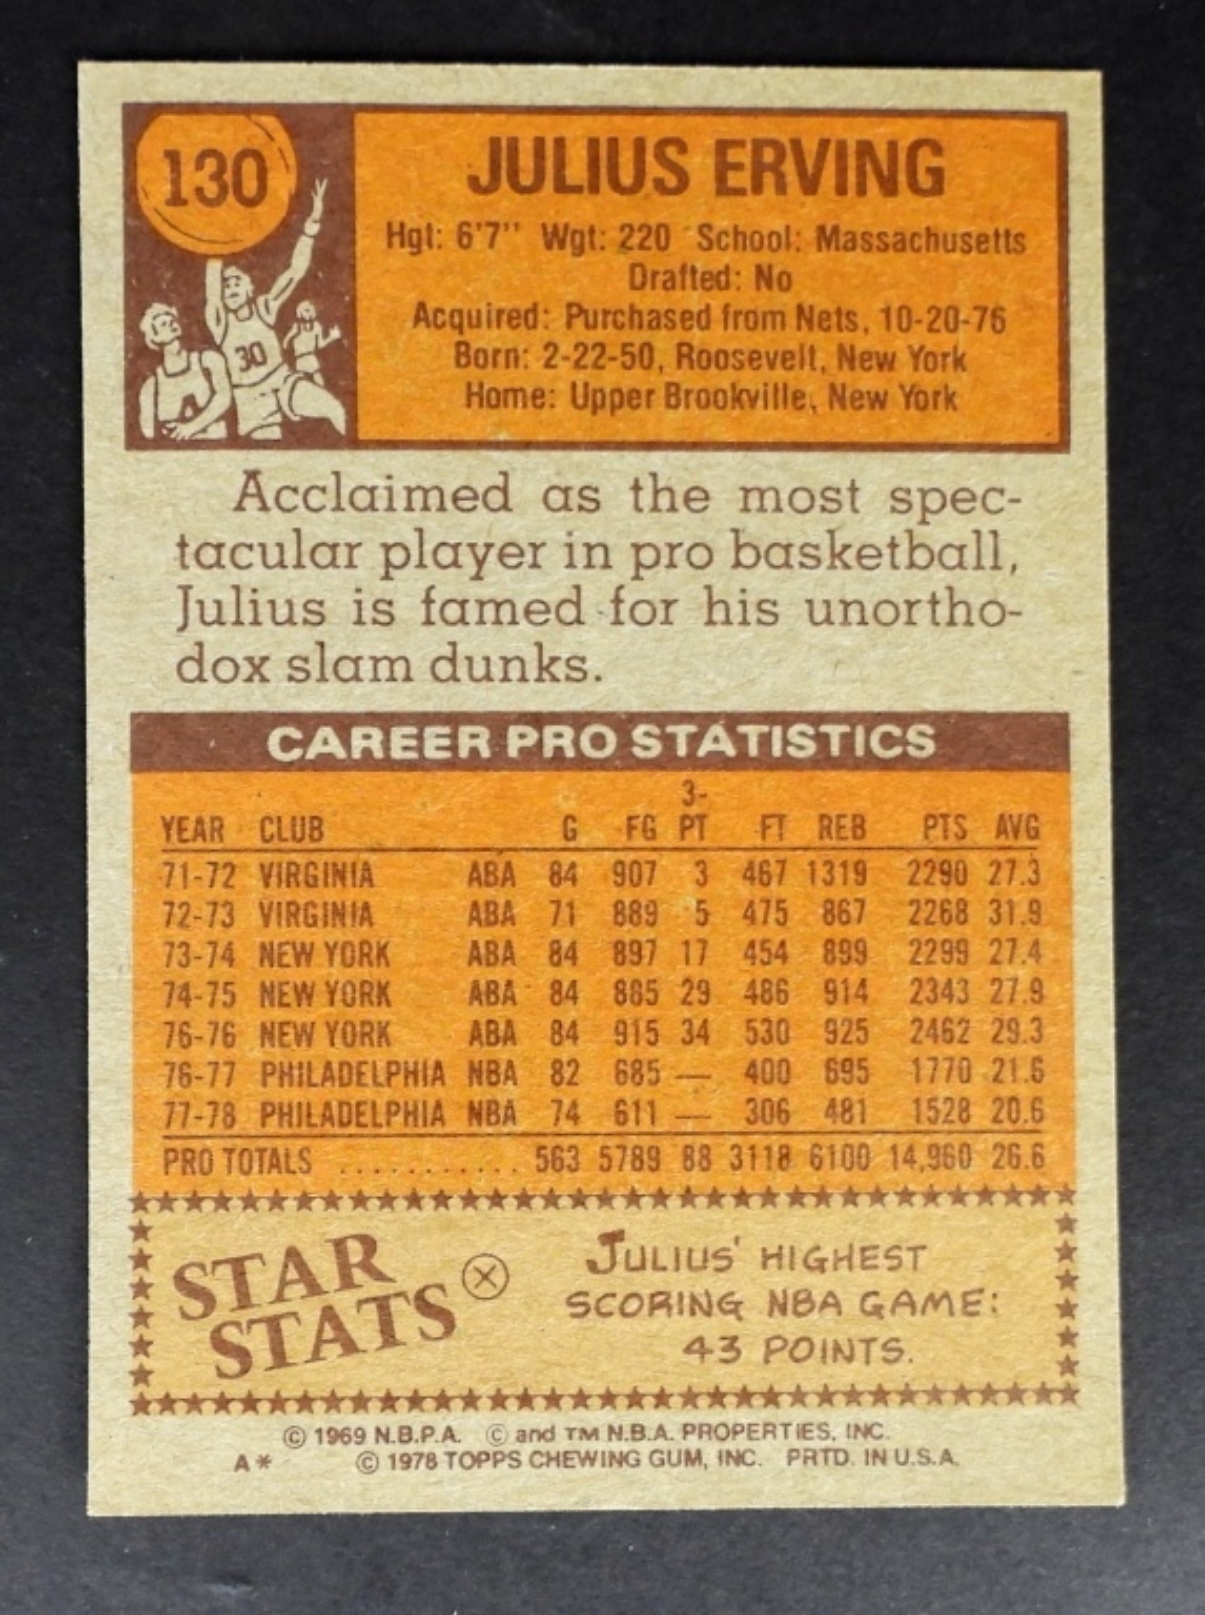 130
JULIUS ERVING
Hgt: 6'7" Wgt: 220 School: Massachusetts
Drafted: No
Acquired: Purchased from Nets, 10-20-76
Born: 2-22-50, Roosevelt, New York
Home: Upper Brookville, New York
30
Acclaimed as the most spec-
tacular player in pro basketball,
Julius is famed for his unortho-
dox slam dunks.
CAREER PRO STATISTICS
YEAR CLUB G FG 3-PT FT REB PTS AVG
71-72 VIRGINIA ABA 84 907 3 467 1319 2290 27.3
72-73 VIRGINIA ABA 71 889 5 475 867 2268 31.9
73-74 NEW YORK ABA 84 897 17 454 899 2299 27.4
74-75 NEW YORK ABA 84 885 29 486 914 2343 27.9
76-76 NEW YORK ABA 84 915 34 530 925 2462 29.3
76-77 PHILADELPHIA NBA 82 685 — 400 695 1770 21.6
77-78 PHILADELPHIA NBA 74 611 — 306 481 1528 20.6
PRO TOTALS ........... 563 5789 88 3118 6100 14,960 26.6
STAR
STATS
JULIUS' HIGHEST
SCORING NBA GAME:
43 POINTS.
© 1969 N.B.P.A. © and TM N.B.A. PROPERTIES, INC.
A* © 1978 TOPPS CHEWING GUM, INC. PRTD. IN U.S.A.